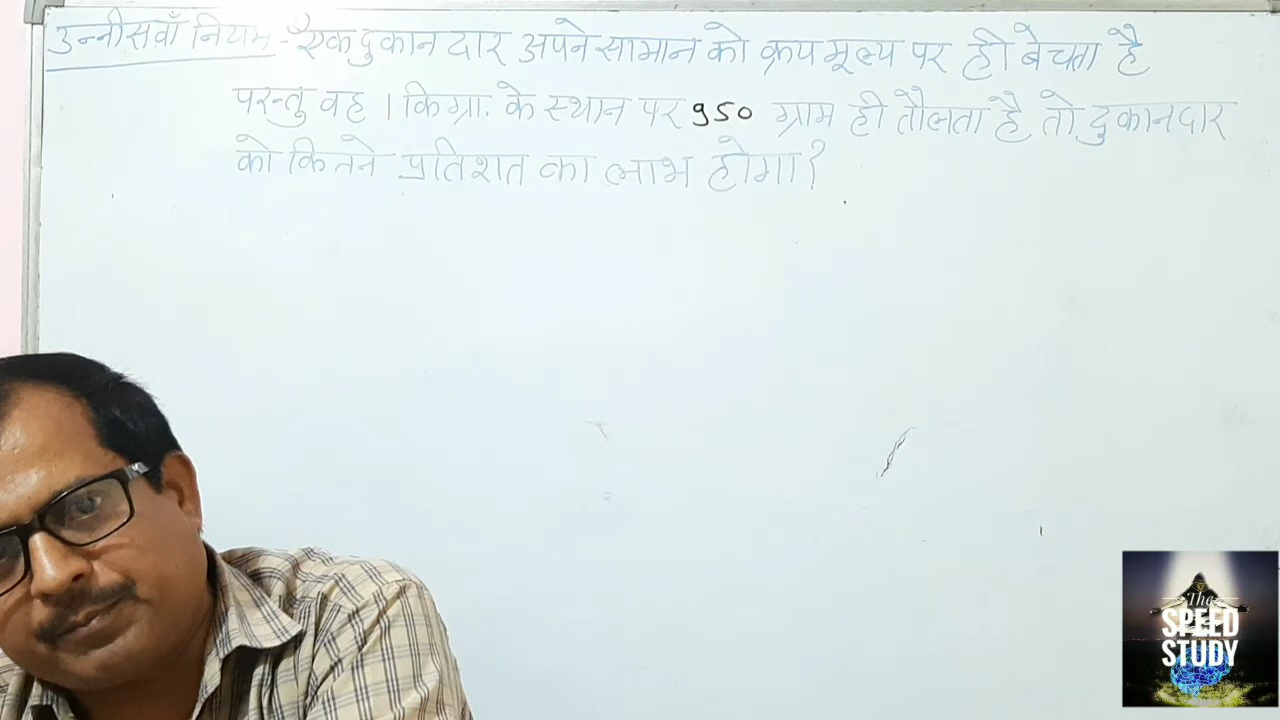 उन्नीसवाँ नियम - एक दुकानदार अपने सामान को क्रय मूल्य पर ही बेचता है
परन्तु वह 1 किग्रा. के स्थान पर 950 ग्राम ही तौलता है तो दुकानदार
को कितने प्रतिशत का लाभ होगा?
The
SPEED
STUDY